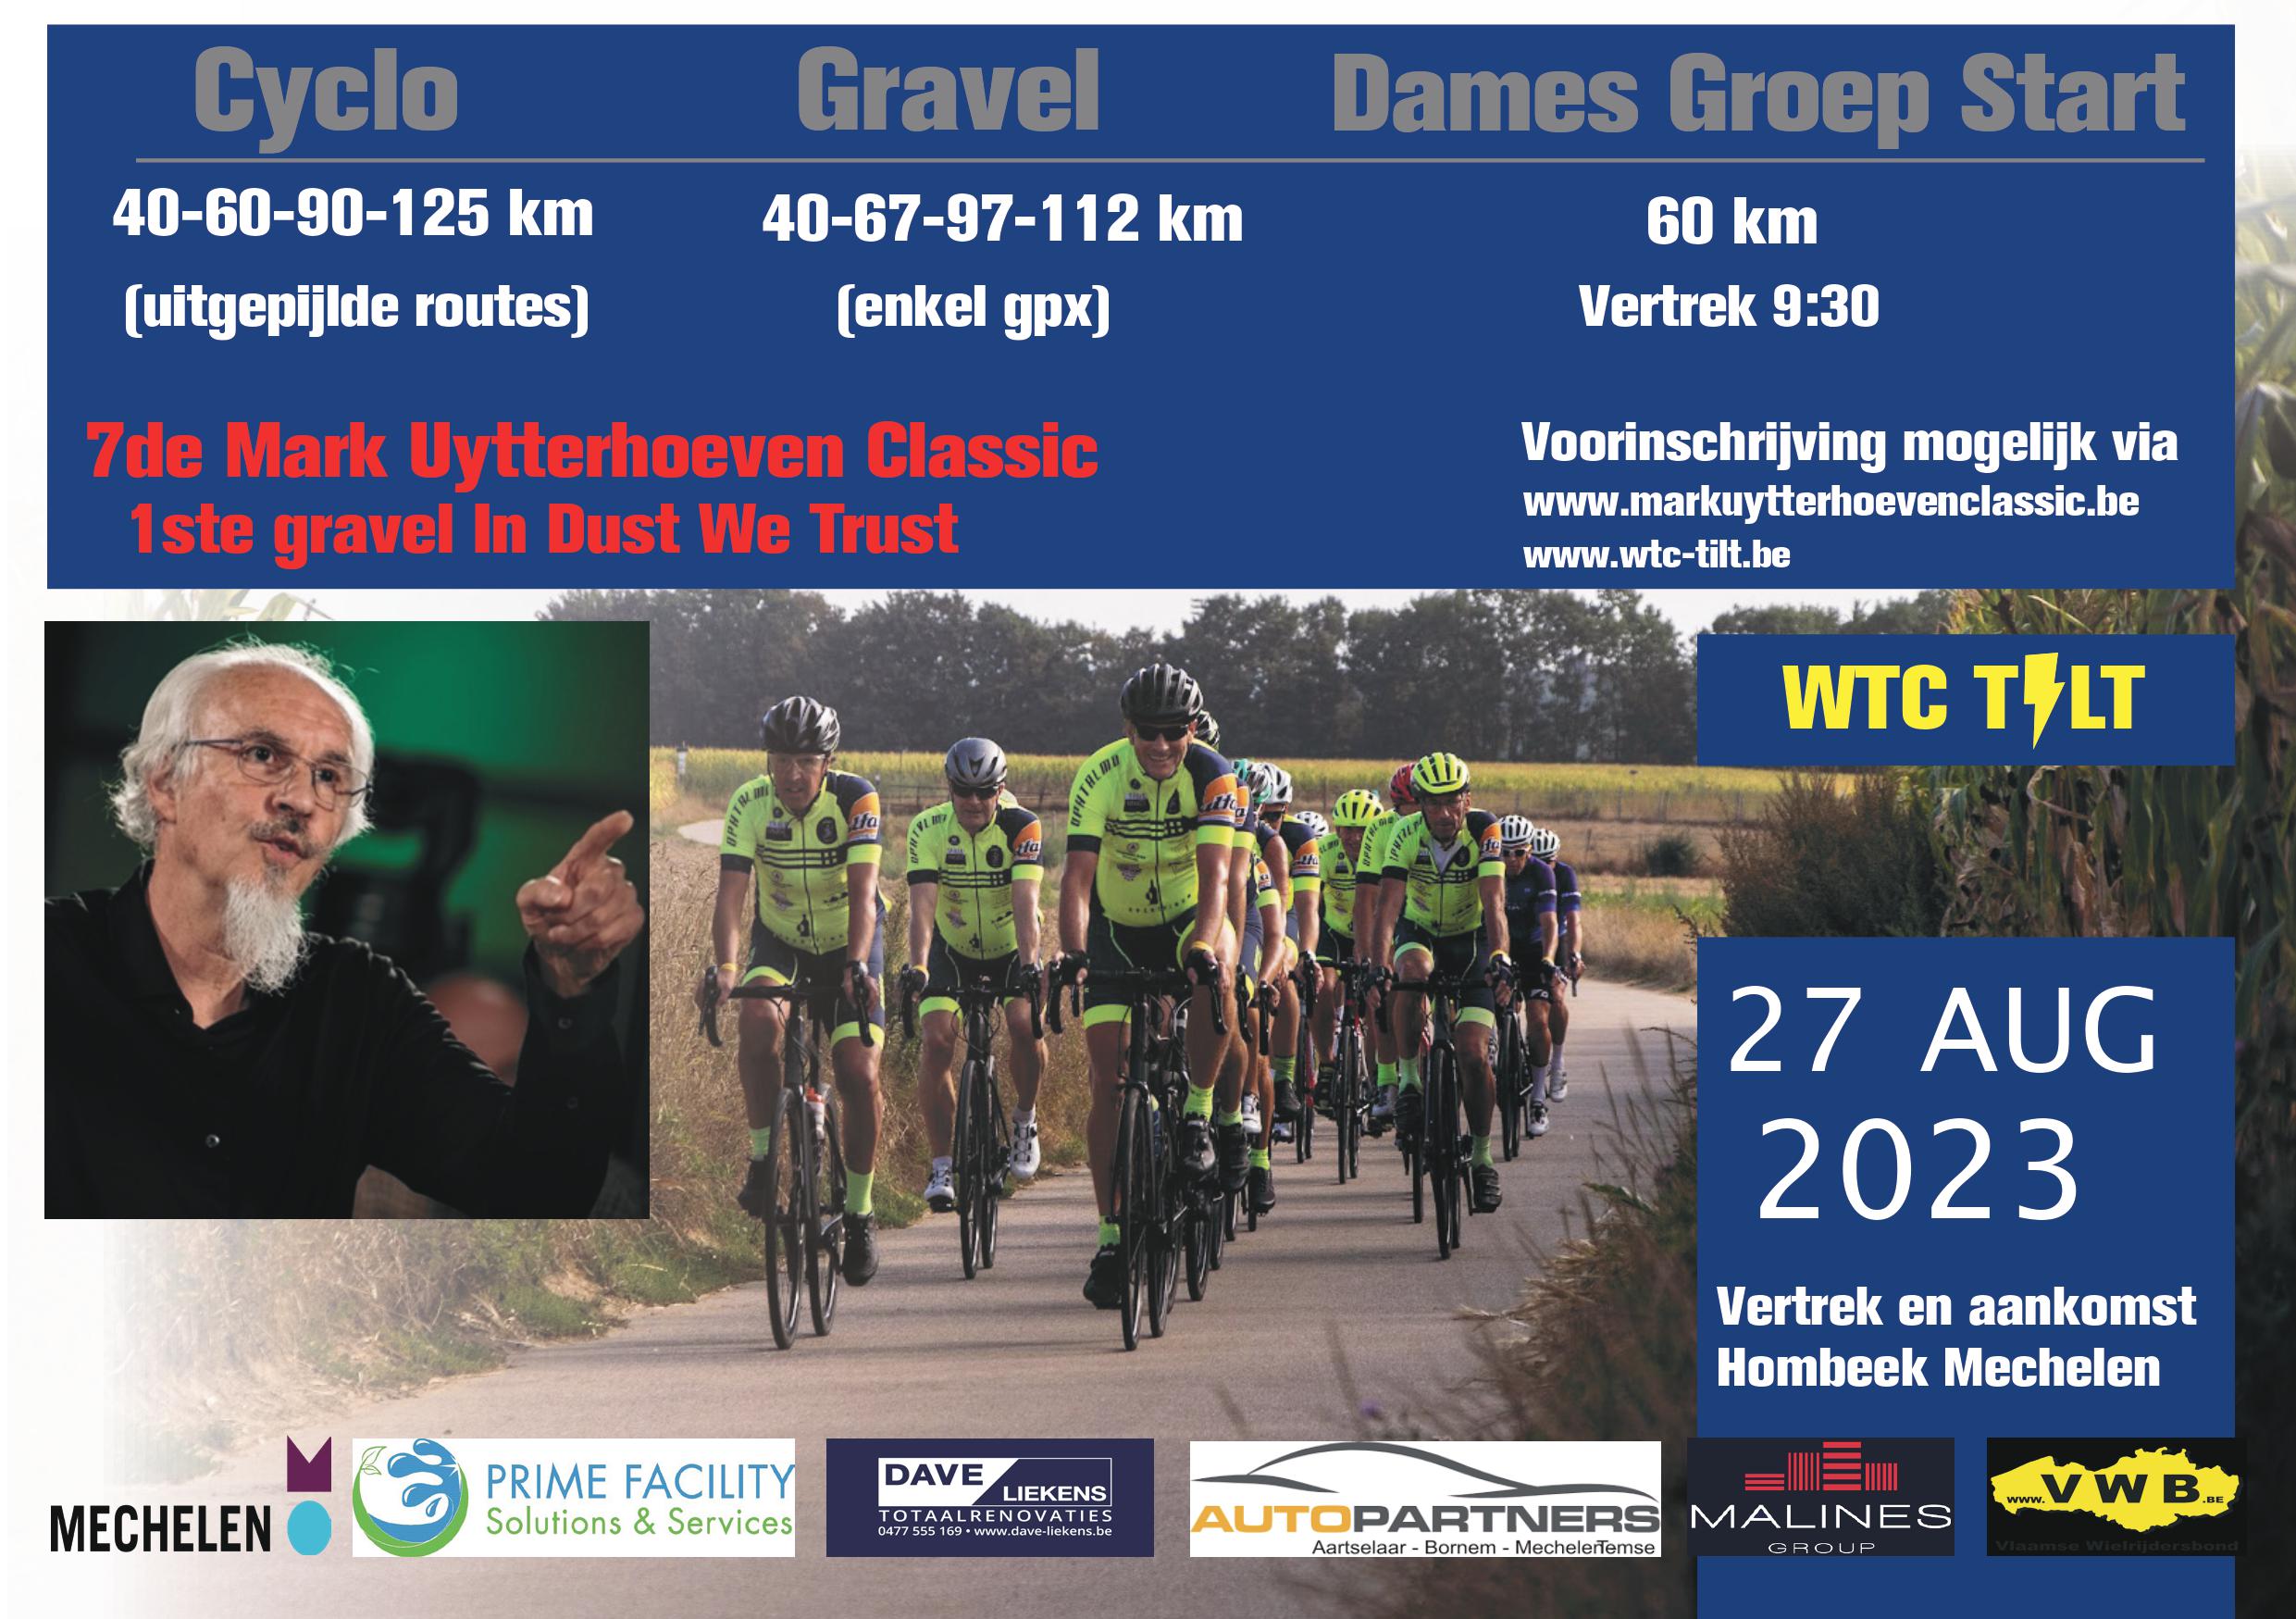 Cyclo
Gravel
Dames Groep Start
40-60-90-125 km
40-67-97-112 km
60 km
(uitgepijlde routes)
(enkel gpx)
Vertrek 9:30
7de Mark Uytterhoeven Classic
1ste gravel In Dust We Trust
Voorinschrijving mogelijk via
www.markuytterhoevenclassic.be
www.wtc-tilt.be
WTC TILT
27 AUG
2023
Vertrek en aankomst
Hombeek Mechelen
MECHELEN
PRIME FACILITY
Solutions & Services
DAVE
LIEKENS
TOTAALRENOVATIES
0477 555 169 • www.dave-liekens.be
AUTOPARTNERS
Aartselaar - Bornem - Mechelen Temse
MALINES
GROUP
www.VWB.BE
Vlaamse Wielrijdersbond